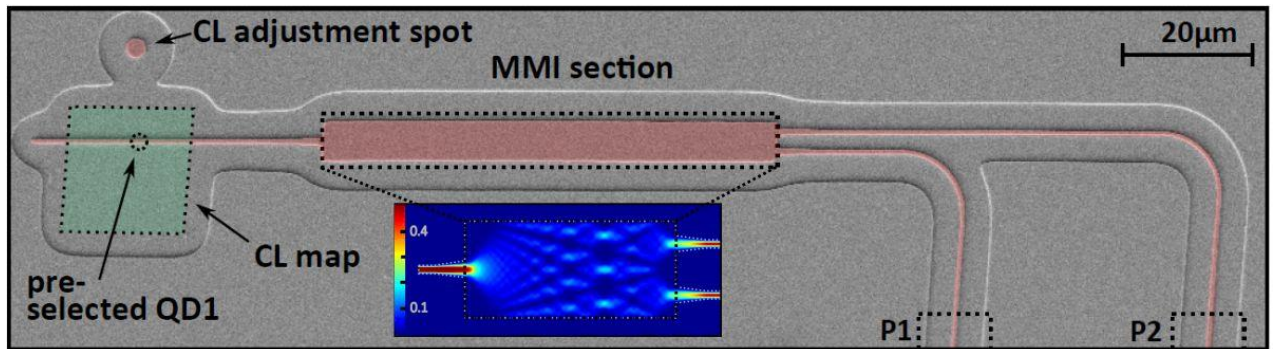 CL adjustment spot
MMI section
20μm
0.4
0.1
CL map
pre-
selected QD1
P1
P2